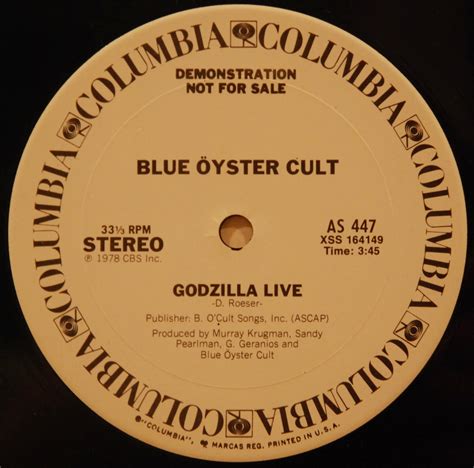 COLUMBIA COLUMBIA COLUMBIA COLUMBIA COLUMBIA COLUMBIA
DEMONSTRATION
NOT FOR SALE
BLUE ÖYSTER CULT
33⅓ RPM
STEREO
℗ 1978 CBS Inc.
AS 447
XSS 164149
Time: 3:45
GODZILLA LIVE
-D. Roeser-
Publisher: B. O'Cult Songs, Inc. (ASCAP)
Produced by Murray Krugman, Sandy
Pearlman, G. Geranios and
Blue Öyster Cult
®"COLUMBIA", MARCAS REG. PRINTED IN U.S.A.